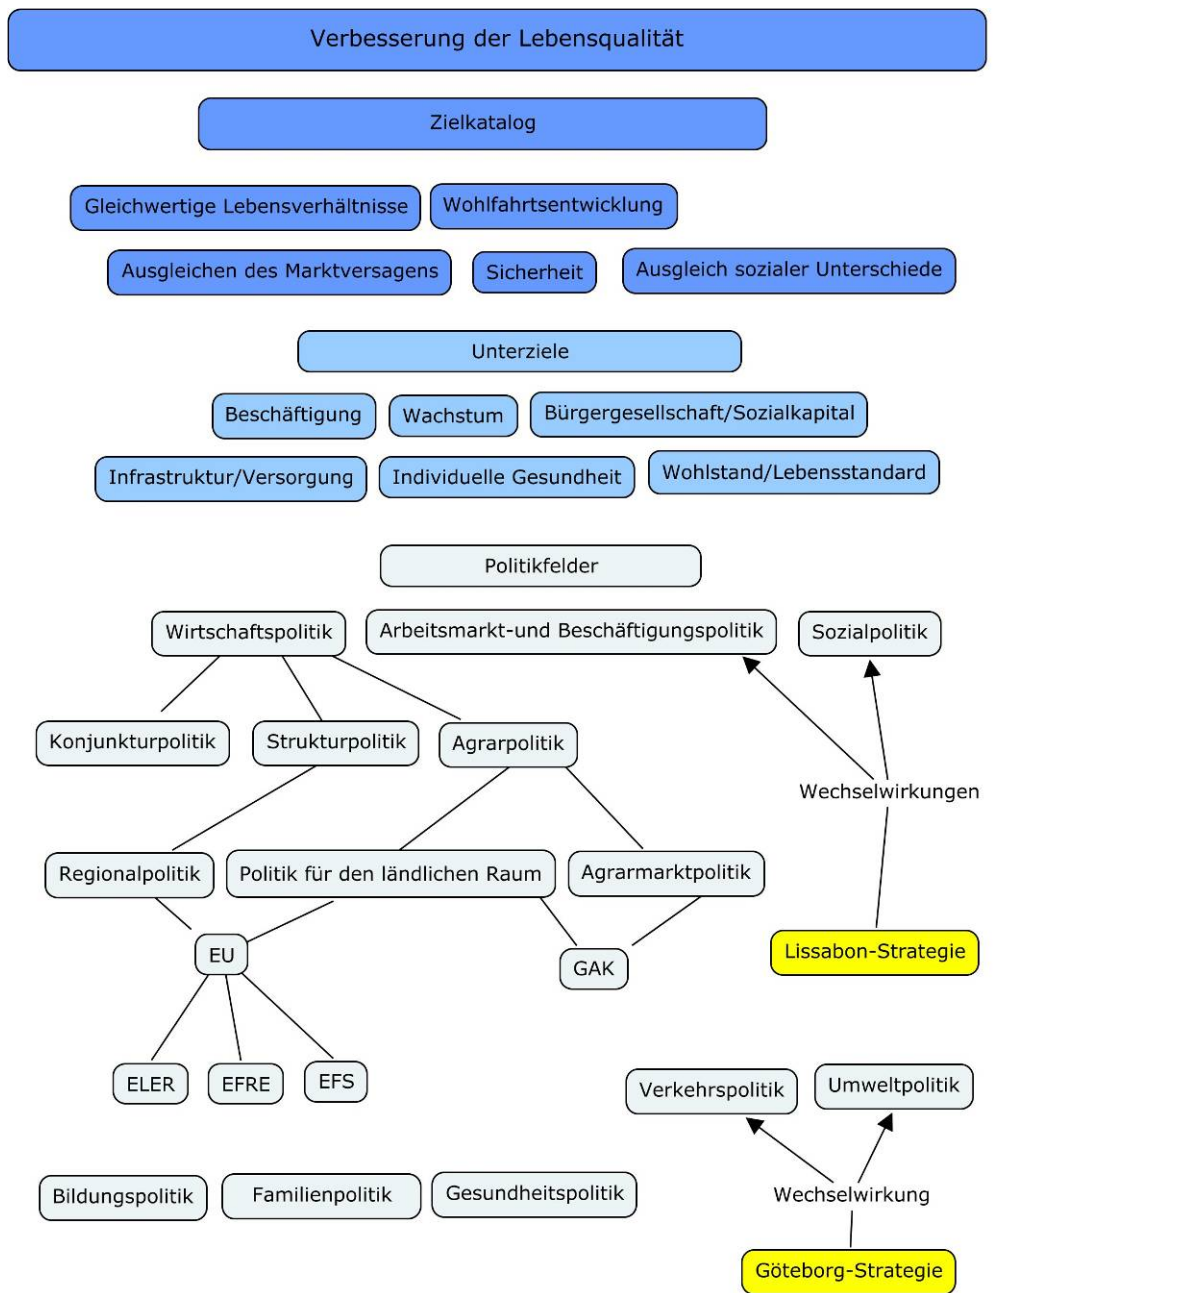 Verbesserung der Lebensqualität
Zielkatalog
Gleichwertige Lebensverhältnisse
Wohlfahrtsentwicklung
Ausgleichen des Marktversagens
Sicherheit
Ausgleich sozialer Unterschiede
Unterziele
Beschäftigung
Wachstum
Bürgergesellschaft/Sozialkapital
Infrastruktur/Versorgung
Individuelle Gesundheit
Wohlstand/Lebensstandard
Politikfelder
Wirtschaftspolitik
Arbeitsmarkt-und Beschäftigungspolitik
Sozialpolitik
Konjunkturpolitik
Strukturpolitik
Agrarpolitik
Wechselwirkungen
Regionalpolitik
Politik für den ländlichen Raum
Agrarmarktpolitik
EU
GAK
Lissabon-Strategie
ELER
EFRE
EFS
Verkehrspolitik
Umweltpolitik
Bildungspolitik
Familienpolitik
Gesundheitspolitik
Wechselwirkung
Göteborg-Strategie